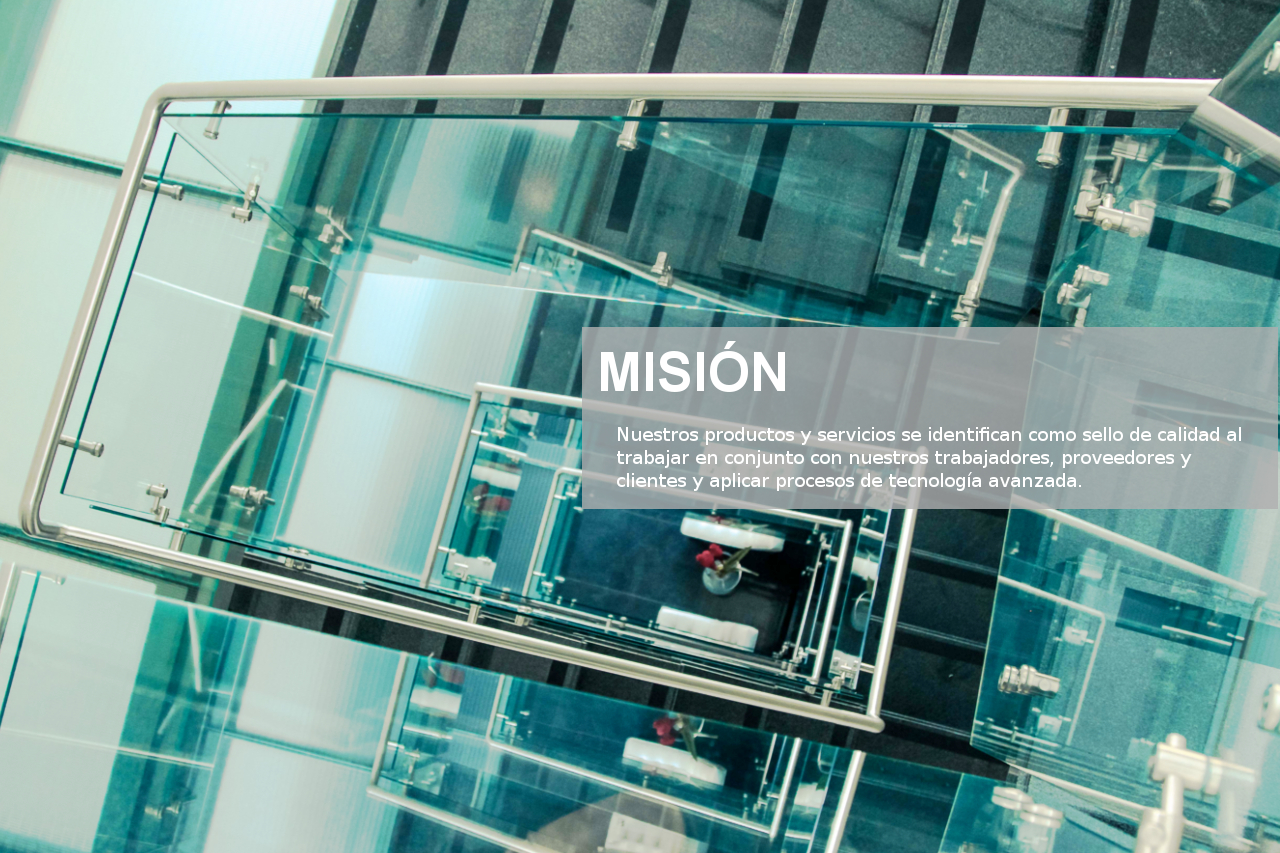 MISIÓN
Nuestros productos y servicios se identifican como sello de calidad al
trabajar en conjunto con nuestros trabajadores, proveedores y
clientes y aplicar procesos de tecnología avanzada.